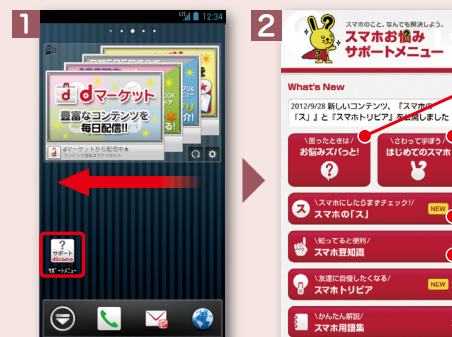 1
LTE 12:34
dマーケット
豊富なコンテンツを
毎日配信!!
dマーケットから配信中★
?
サポート
docomo
サポートメニュー
2
スマホのこと、なんでも解決しよう。
スマホお悩み
サポートメニュー
What's New
2012/9/28 新しいコンテンツ、『スマホの
「ス」』と『スマホトリビア』を公開しました
\困ったときは/
お悩みズバっと!
?
\さわって学ぼう/
はじめてのスマホ
ス
\スマホにしたらまずチェック!/
スマホの「ス」
NEW
\知ってると便利/
スマホ豆知識
\友達に自慢したくなる/
スマホトリビア
NEW
\かんたん解説/
スマホ用語集